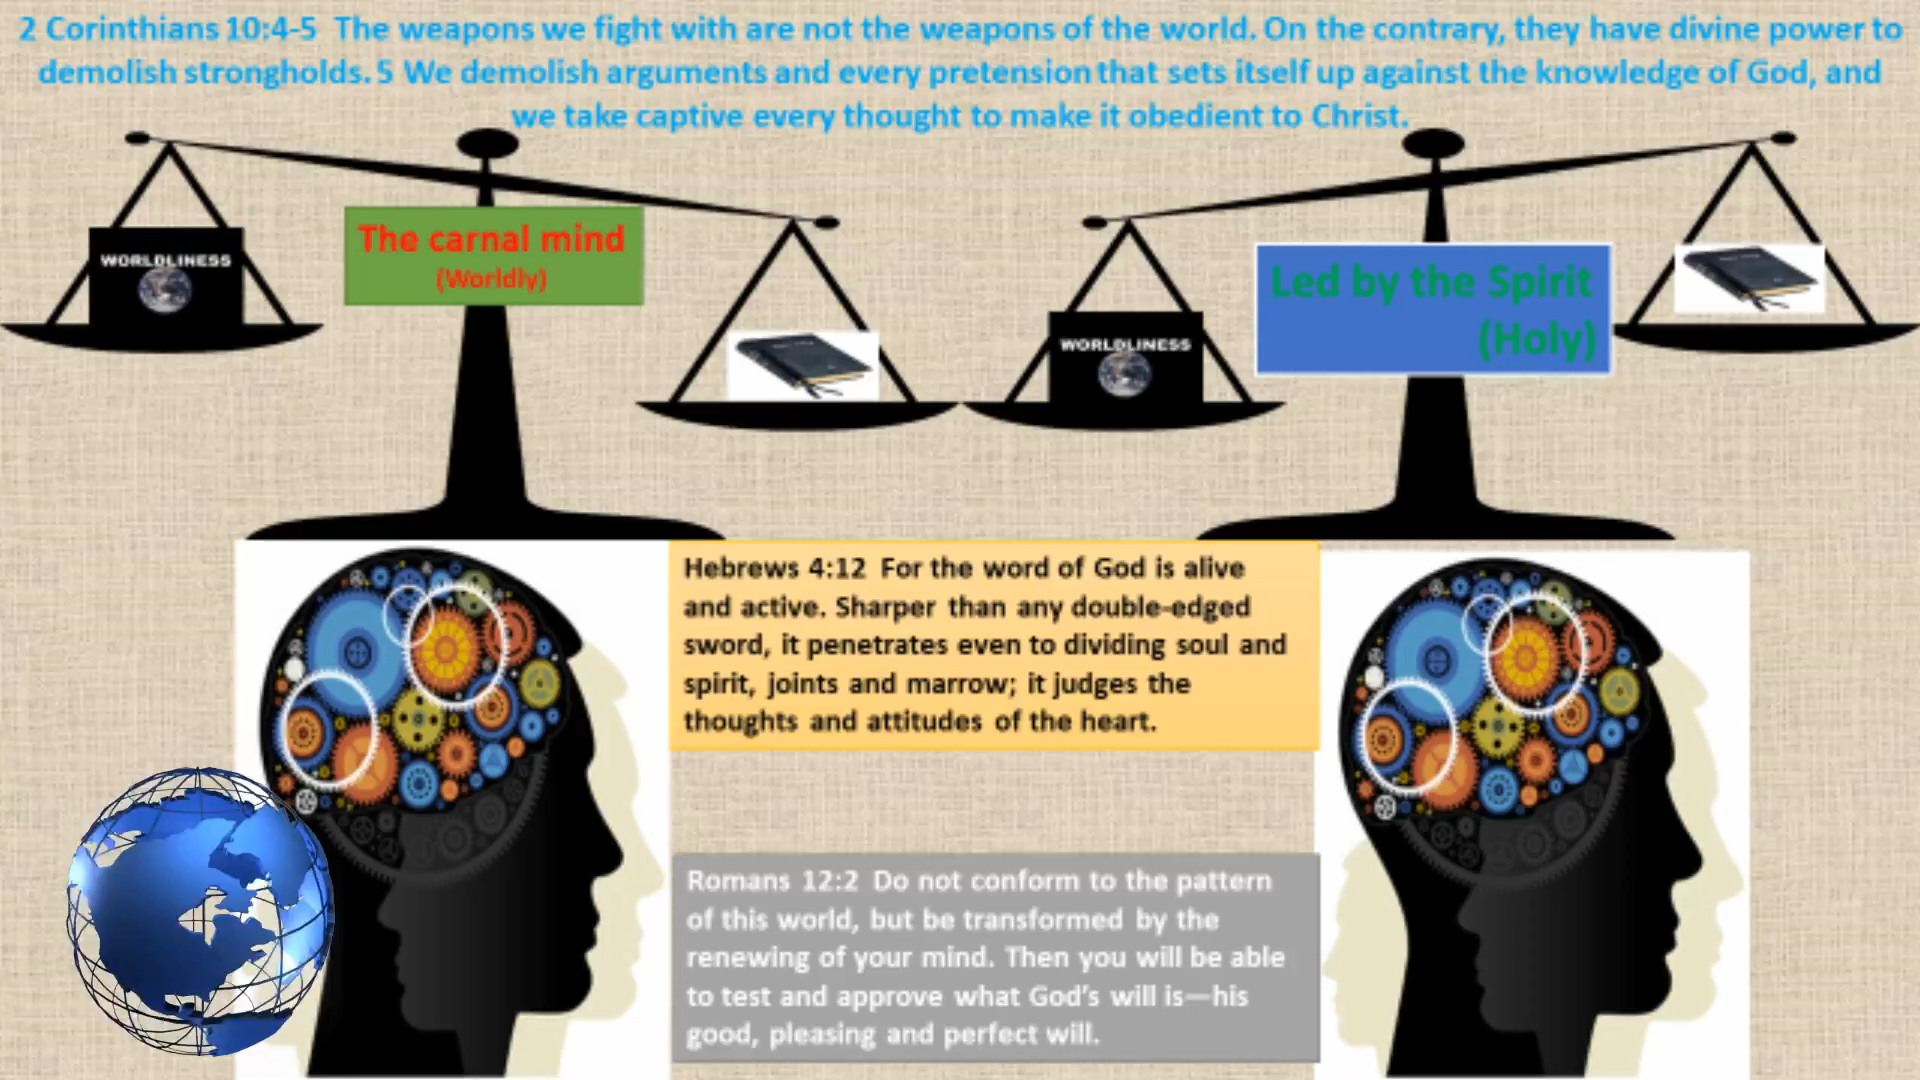 2 Corinthians 10:4-5 The weapons we fight with are not the weapons of the world. On the contrary, they have divine power to
demolish strongholds. 5 We demolish arguments and every pretension that sets itself up against the knowledge of God, and
we take captive every thought to make it obedient to Christ.
The carnal mind
(Worldly)
WORLDLINESS
Led by the Spirit
(Holy)
WORLDLINESS
Hebrews 4:12 For the word of God is alive
and active. Sharper than any double-edged
sword, it penetrates even to dividing soul and
spirit, joints and marrow; it judges the
thoughts and attitudes of the heart.
Romans 12:2 Do not conform to the pattern
of this world, but be transformed by the
renewing of your mind. Then you will be able
to test and approve what God's will is—his
good, pleasing and perfect will.